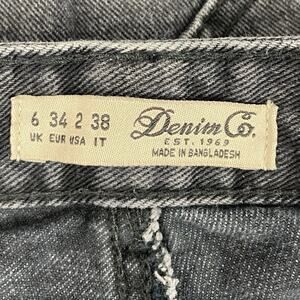 6 34 2 38
UK EUR USA IT
Denim Co.
EST. 1969
MADE IN BANGLADESH